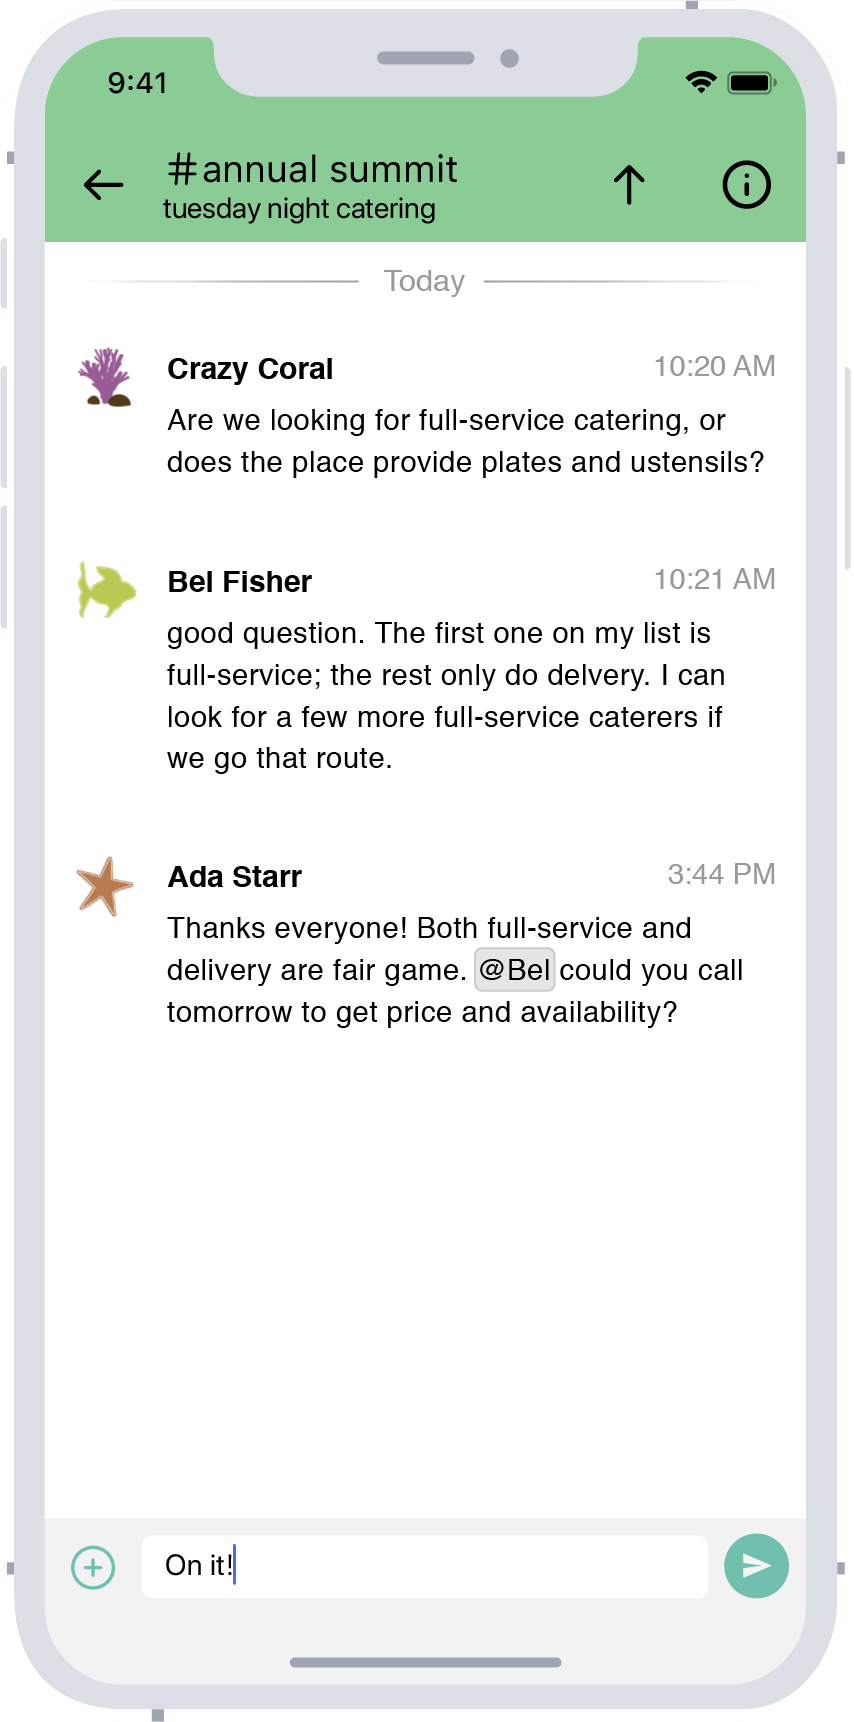 9:41
#annual summit
tuesday night catering
Today
Crazy Coral 10:20 AM
Are we looking for full-service catering, or
does the place provide plates and ustensils?
Bel Fisher 10:21 AM
good question. The first one on my list is
full-service; the rest only do delvery. I can
look for a few more full-service caterers if
we go that route.
Ada Starr 3:44 PM
Thanks everyone! Both full-service and
delivery are fair game. @Bel could you call
tomorrow to get price and availability?
On it!